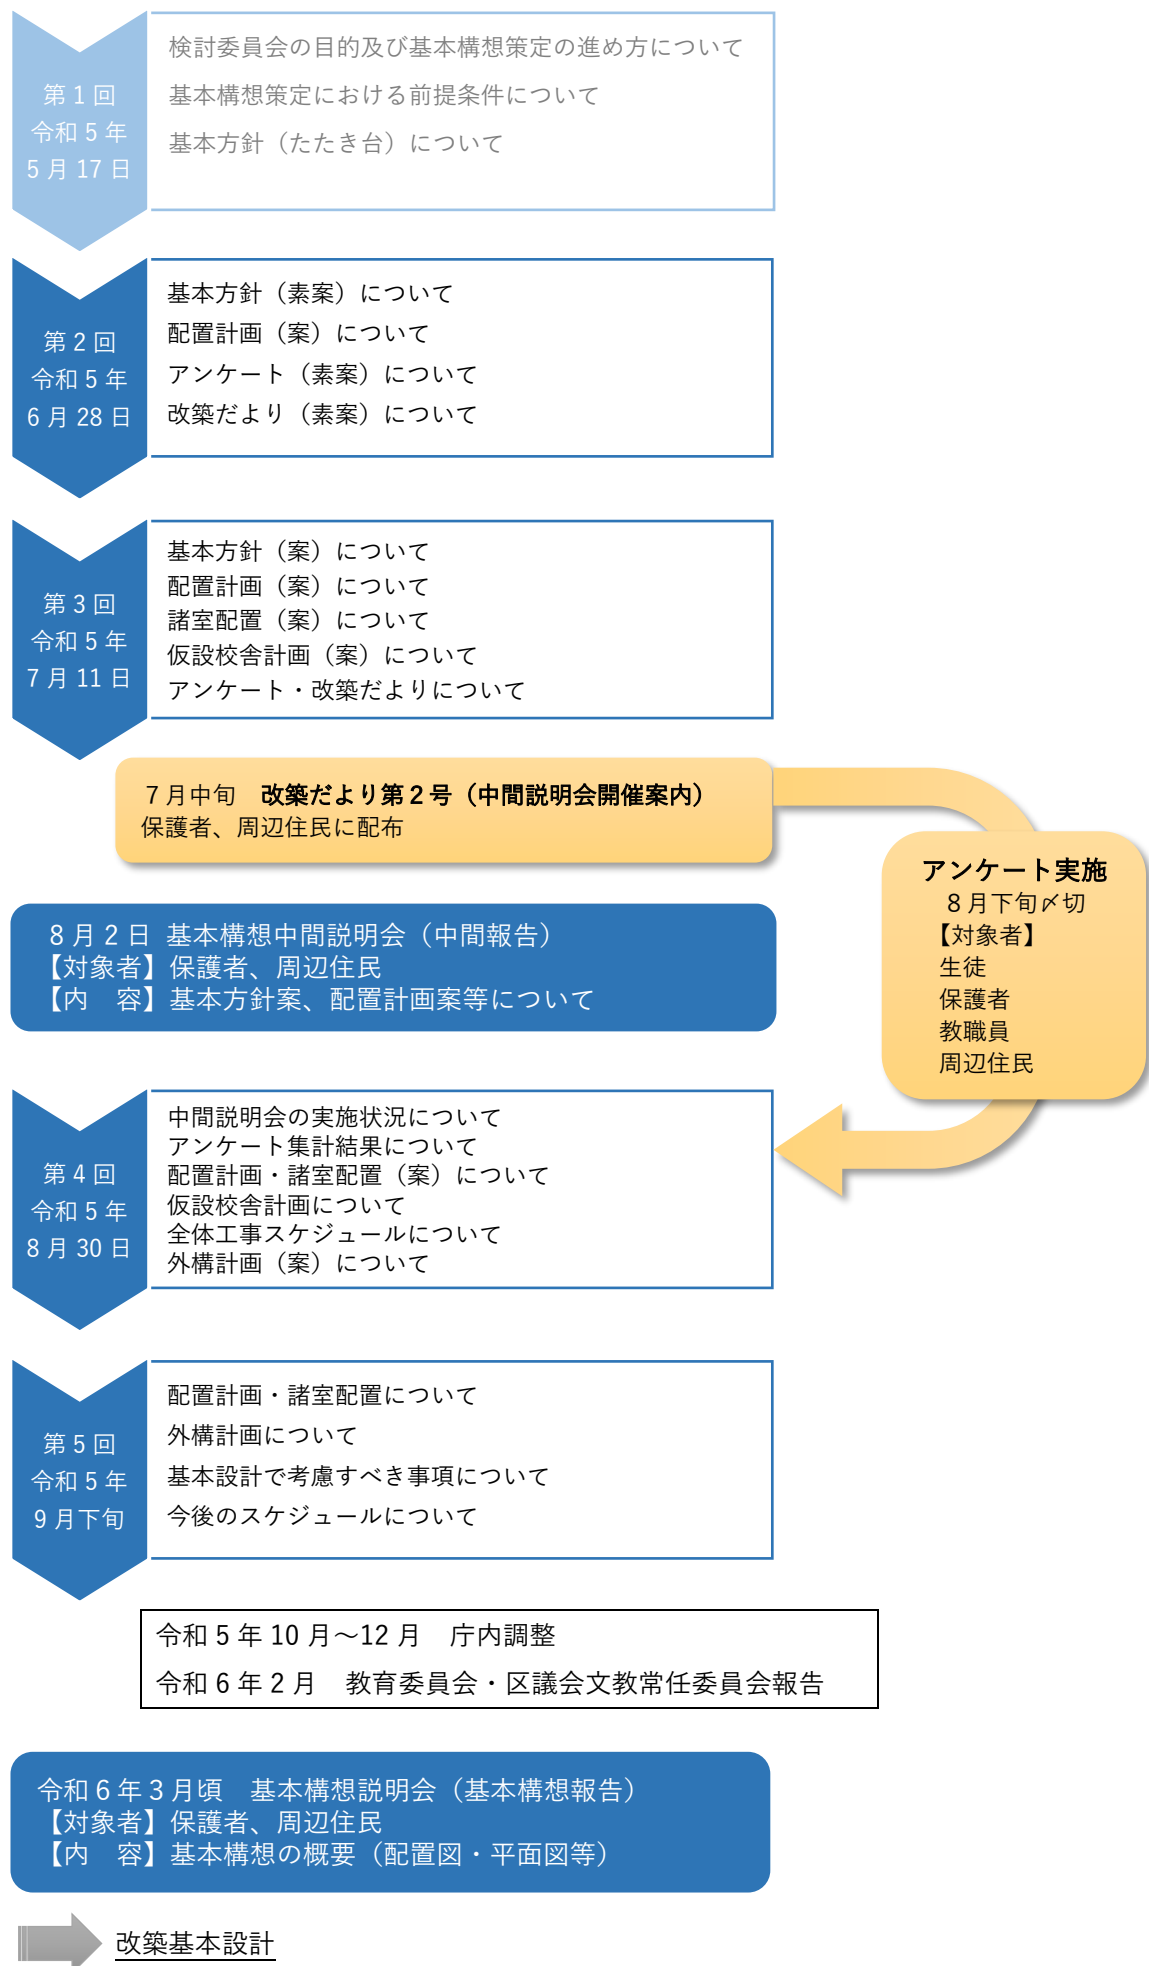 第1回
令和5年
5月17日
検討委員会の目的及び基本構想策定の進め方について
基本構想策定における前提条件について
基本方針（たたき台）について
第2回
令和5年
6月28日
基本方針（素案）について
配置計画（案）について
アンケート（素案）について
改築だより（素案）について
第3回
令和5年
7月11日
基本方針（案）について
配置計画（案）について
諸室配置（案）について
仮設校舎計画（案）について
アンケート・改築だよりについて
7月中旬　改築だより第2号（中間説明会開催案内）
保護者、周辺住民に配布
アンケート実施
8月下旬〆切
【対象者】
生徒
保護者
教職員
周辺住民
8月2日 基本構想中間説明会（中間報告）
【対象者】保護者、周辺住民
【内　容】基本方針案、配置計画案等について
第4回
令和5年
8月30日
中間説明会の実施状況について
アンケート集計結果について
配置計画・諸室配置（案）について
仮設校舎計画について
全体工事スケジュールについて
外構計画（案）について
第5回
令和5年
9月下旬
配置計画・諸室配置について
外構計画について
基本設計で考慮すべき事項について
今後のスケジュールについて
令和5年10月～12月　庁内調整
令和6年2月　教育委員会・区議会文教常任委員会報告
令和6年3月頃　基本構想説明会（基本構想報告）
【対象者】保護者、周辺住民
【内　容】基本構想の概要（配置図・平面図等）
改築基本設計